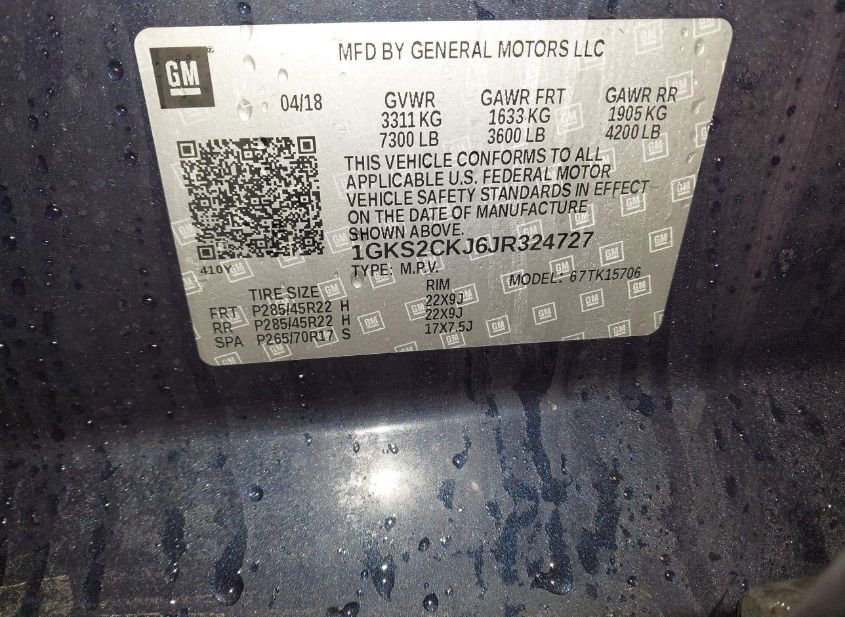 GM
MFD BY GENERAL MOTORS LLC
04/18 GVWR GAWR FRT GAWR RR
3311 KG 1633 KG 1905 KG
7300 LB 3600 LB 4200 LB
THIS VEHICLE CONFORMS TO ALL
APPLICABLE U.S. FEDERAL MOTOR
VEHICLE SAFETY STANDARDS IN EFFECT
ON THE DATE OF MANUFACTURE
SHOWN ABOVE.
1GKS2CKJ6JR324727
410Y
TYPE: M.P.V. MODEL: 67TK15706
TIRE SIZE RIM
FRT P285/45R22 H 22X9J
RR P285/45R22 H 22X9J
SPA P265/70R17 S 17X7.5J